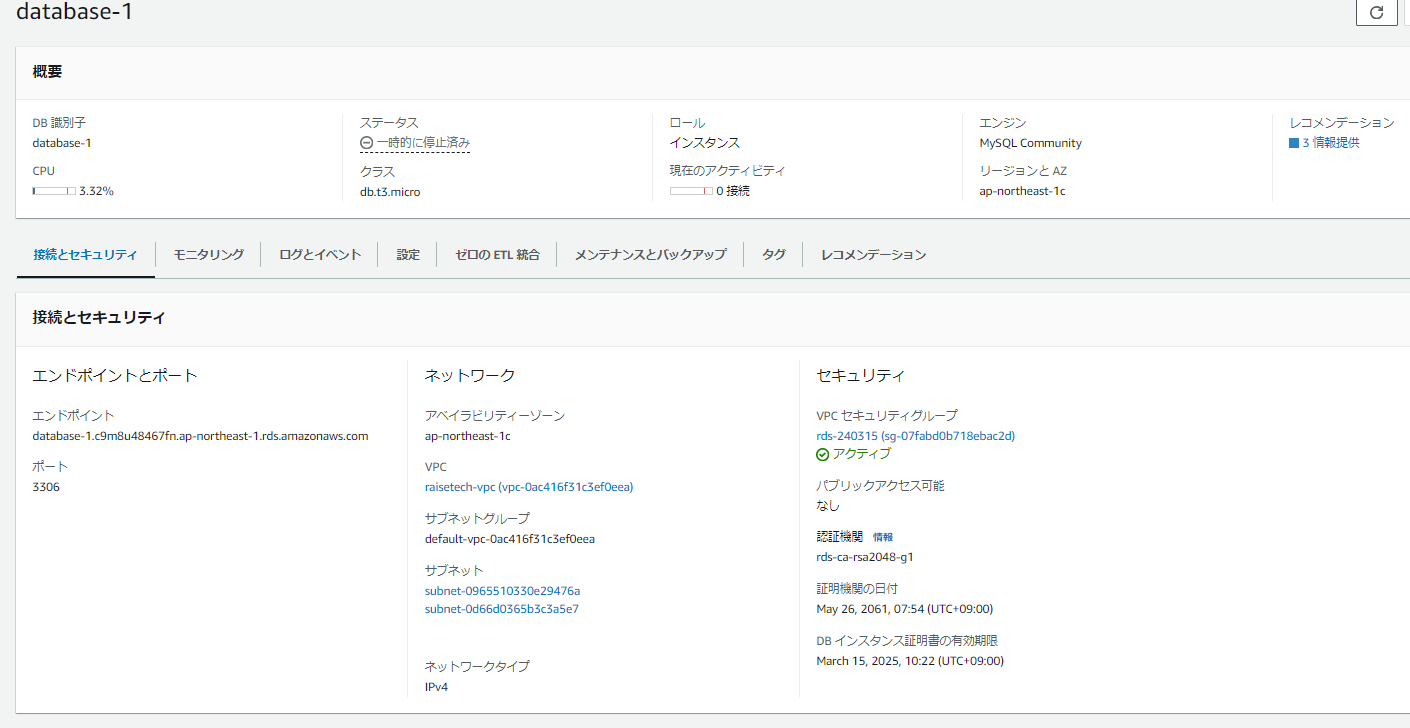 database-1
概要
DB 識別子
database-1
CPU
3.32%
ステータス
一時的に停止済み
クラス
db.t3.micro
ロール
インスタンス
現在のアクティビティ
0 接続
エンジン
MySQL Community
リージョンと AZ
ap-northeast-1c
レコメンデーション
3 情報提供
接続とセキュリティ
モニタリング
ログとイベント
設定
ゼロの ETL 統合
メンテナンスとバックアップ
タグ
レコメンデーション
接続とセキュリティ
エンドポイントとポート
エンドポイント
database-1.c9m8u48467fn.ap-northeast-1.rds.amazonaws.com
ポート
3306
ネットワーク
アベイラビリティーゾーン
ap-northeast-1c
VPC
raisetech-vpc (vpc-0ac416f31c3ef0eea)
サブネットグループ
default-vpc-0ac416f31c3ef0eea
サブネット
subnet-0965510330e29476a
subnet-0d66d0365b3c3a5e7
ネットワークタイプ
IPv4
セキュリティ
VPC セキュリティグループ
rds-240315 (sg-07fabd0b718ebac2d)
アクティブ
パブリックアクセス可能
なし
認証機関 情報
rds-ca-rsa2048-g1
証明機関の日付
May 26, 2061, 07:54 (UTC+09:00)
DB インスタンス証明書の有効期限
March 15, 2025, 10:22 (UTC+09:00)